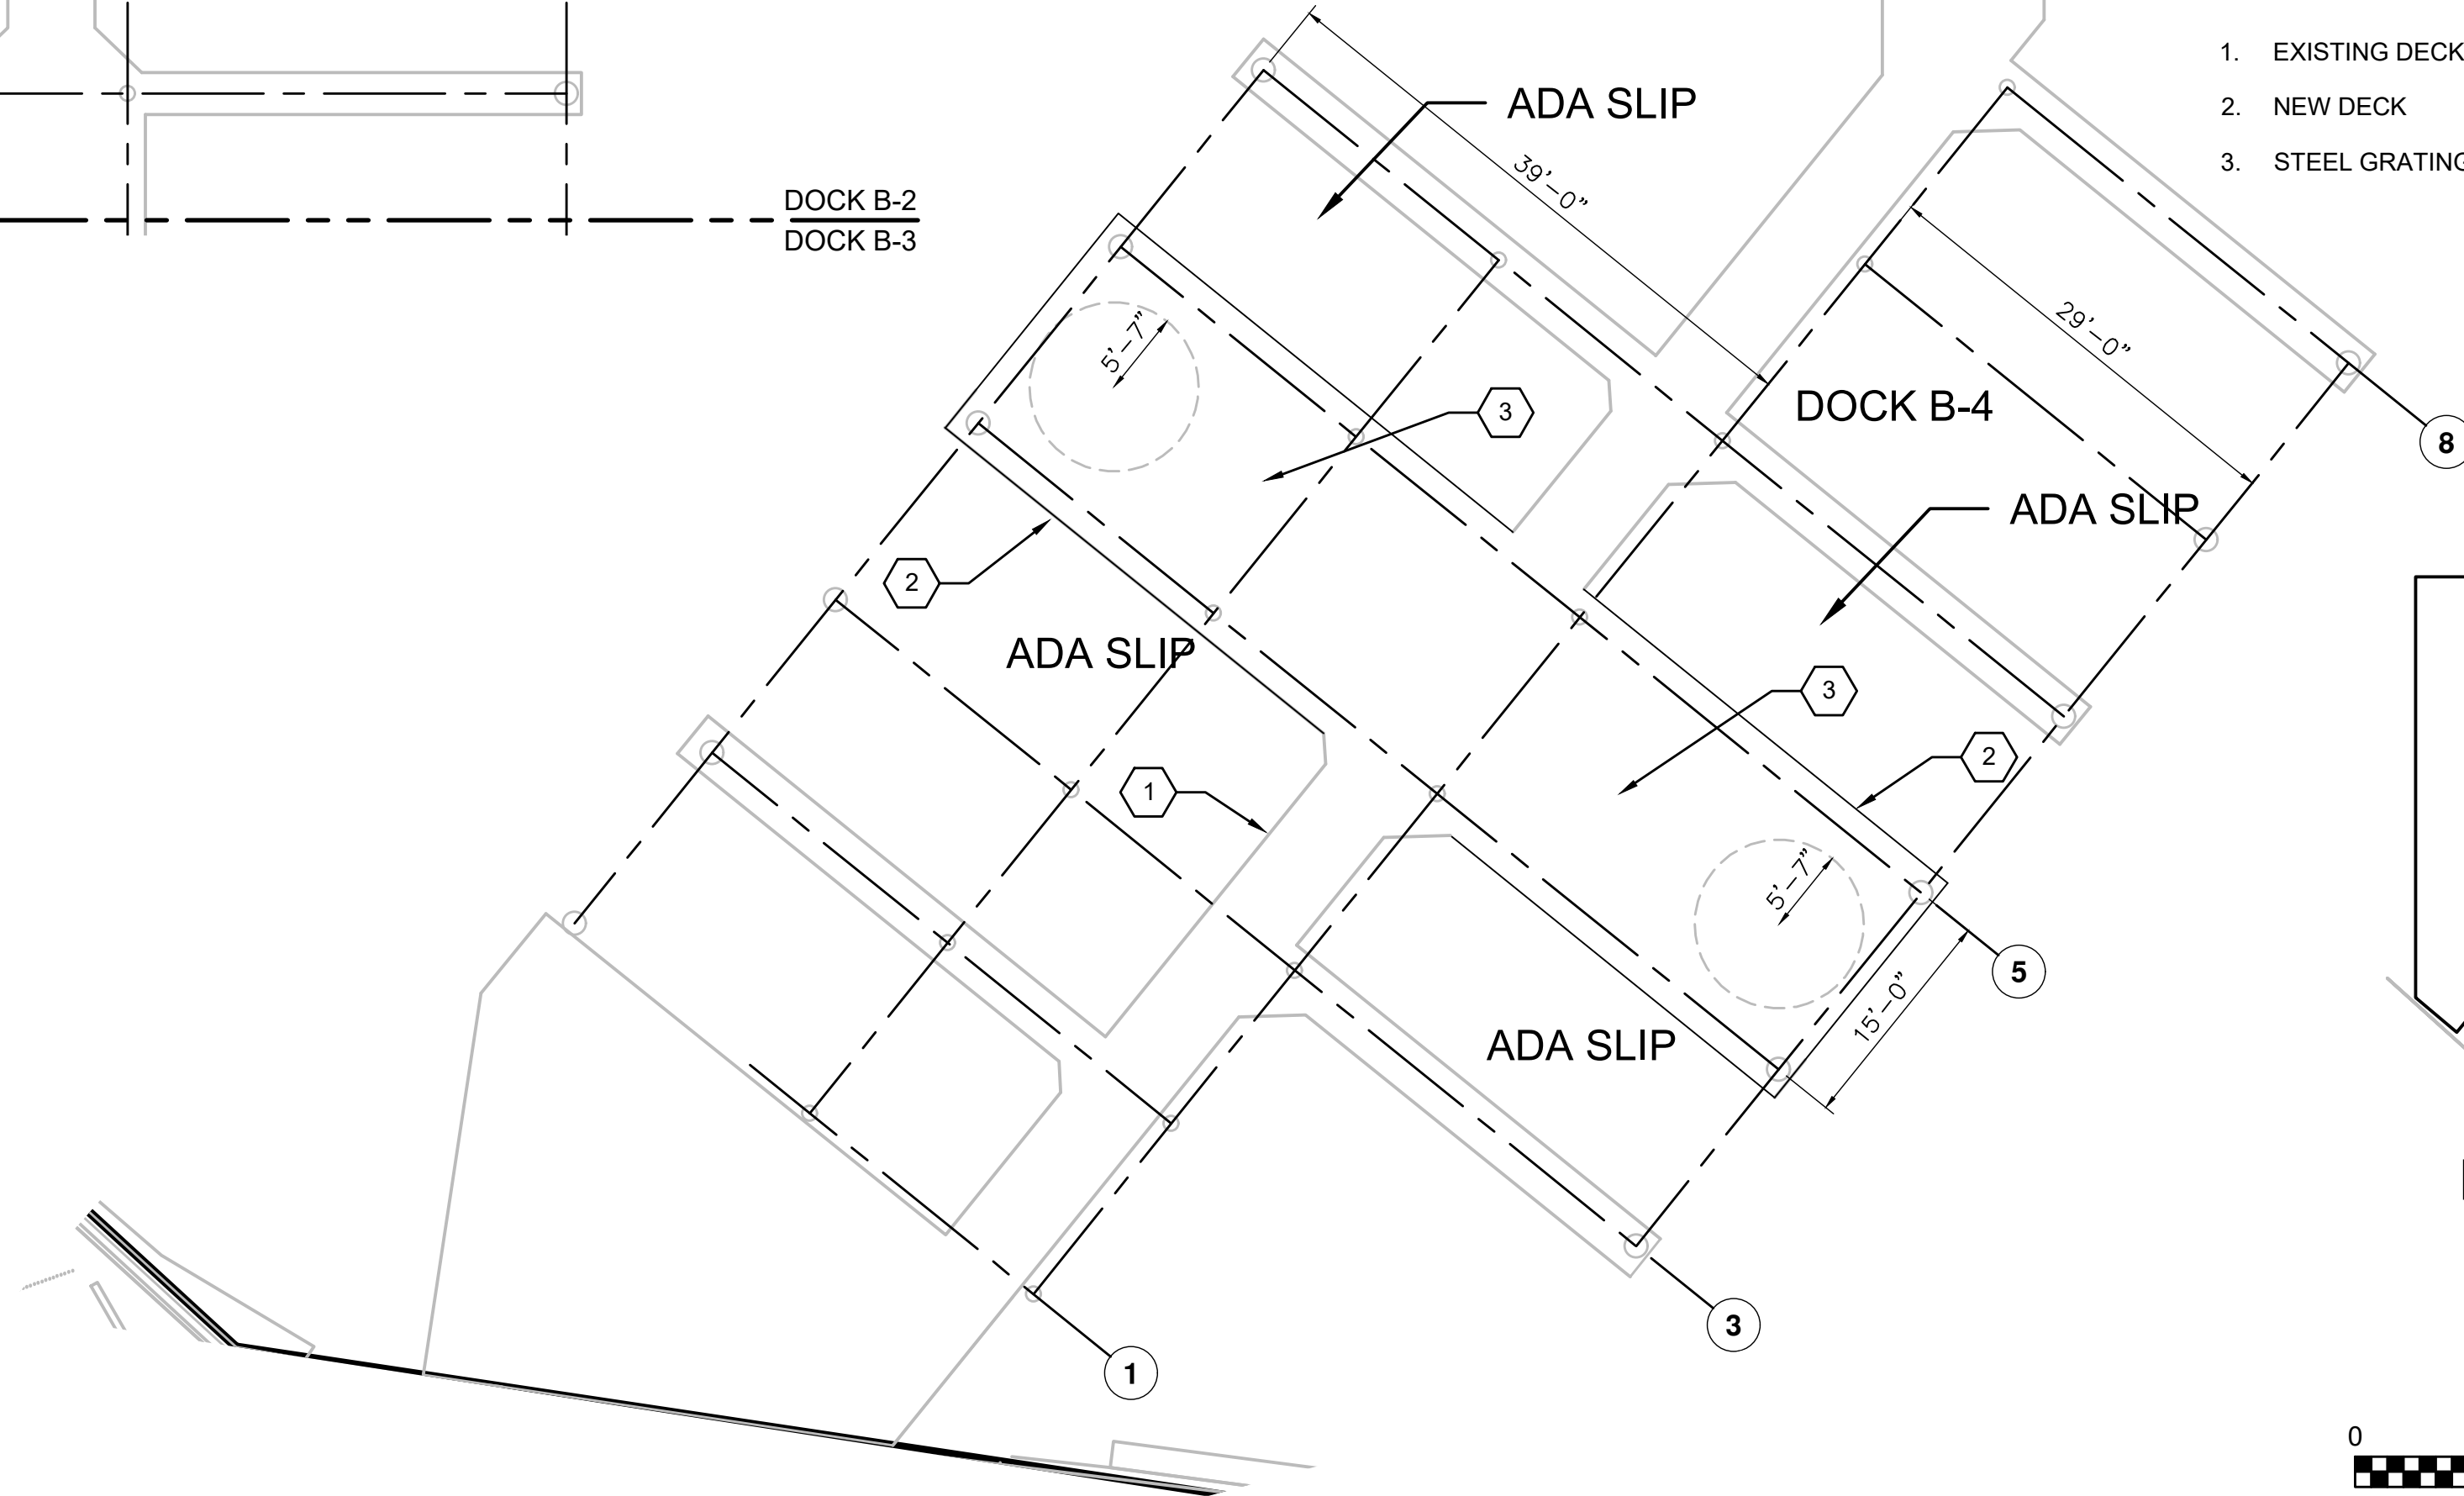 1. EXISTING DECK
2. NEW DECK
3. STEEL GRATING
ADA SLIP
39'-0"
DOCK B-2
DOCK B-3
29'-0"
5'-7"
3
DOCK B-4
8
ADA SLIP
2
ADA SLIP
3
2
1
5'-7"
5
15'-0"
ADA SLIP
3
1
0